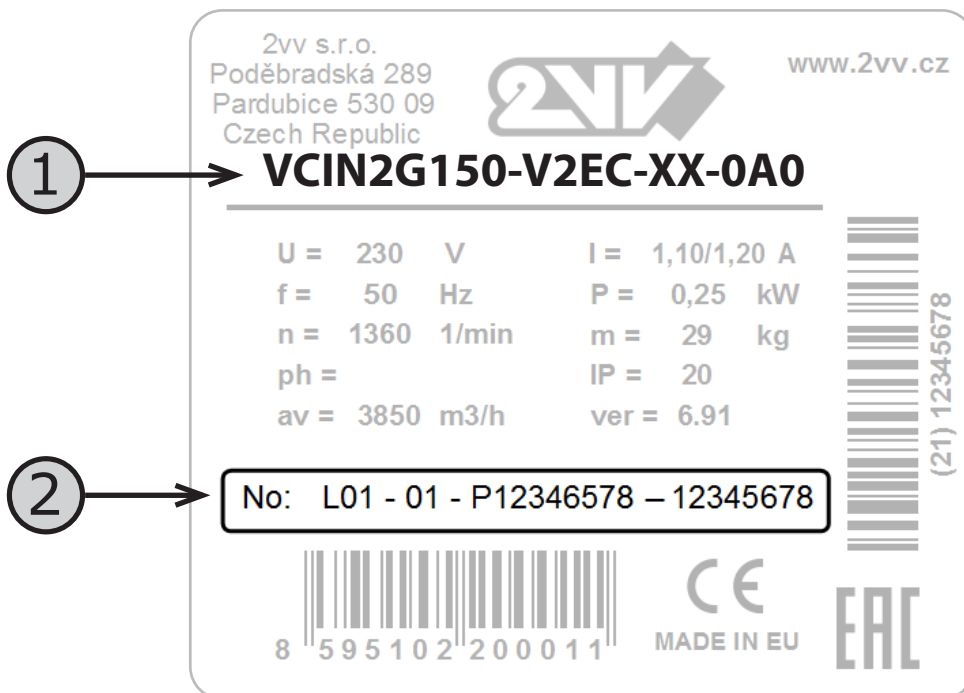 2vv s.r.o.
Poděbradská 289
Pardubice 530 09
Czech Republic
2VV
www.2vv.cz
1
VCIN2G150-V2EC-XX-0A0
U = 230 V I = 1,10/1,20 A
f = 50 Hz P = 0,25 kW
n = 1360 1/min m = 29 kg
ph = IP = 20
av = 3850 m3/h ver = 6.91
(21) 12345678
2
No: L01 - 01 - P12346578 – 12345678
8 595102 200011
CE
MADE IN EU
EAC